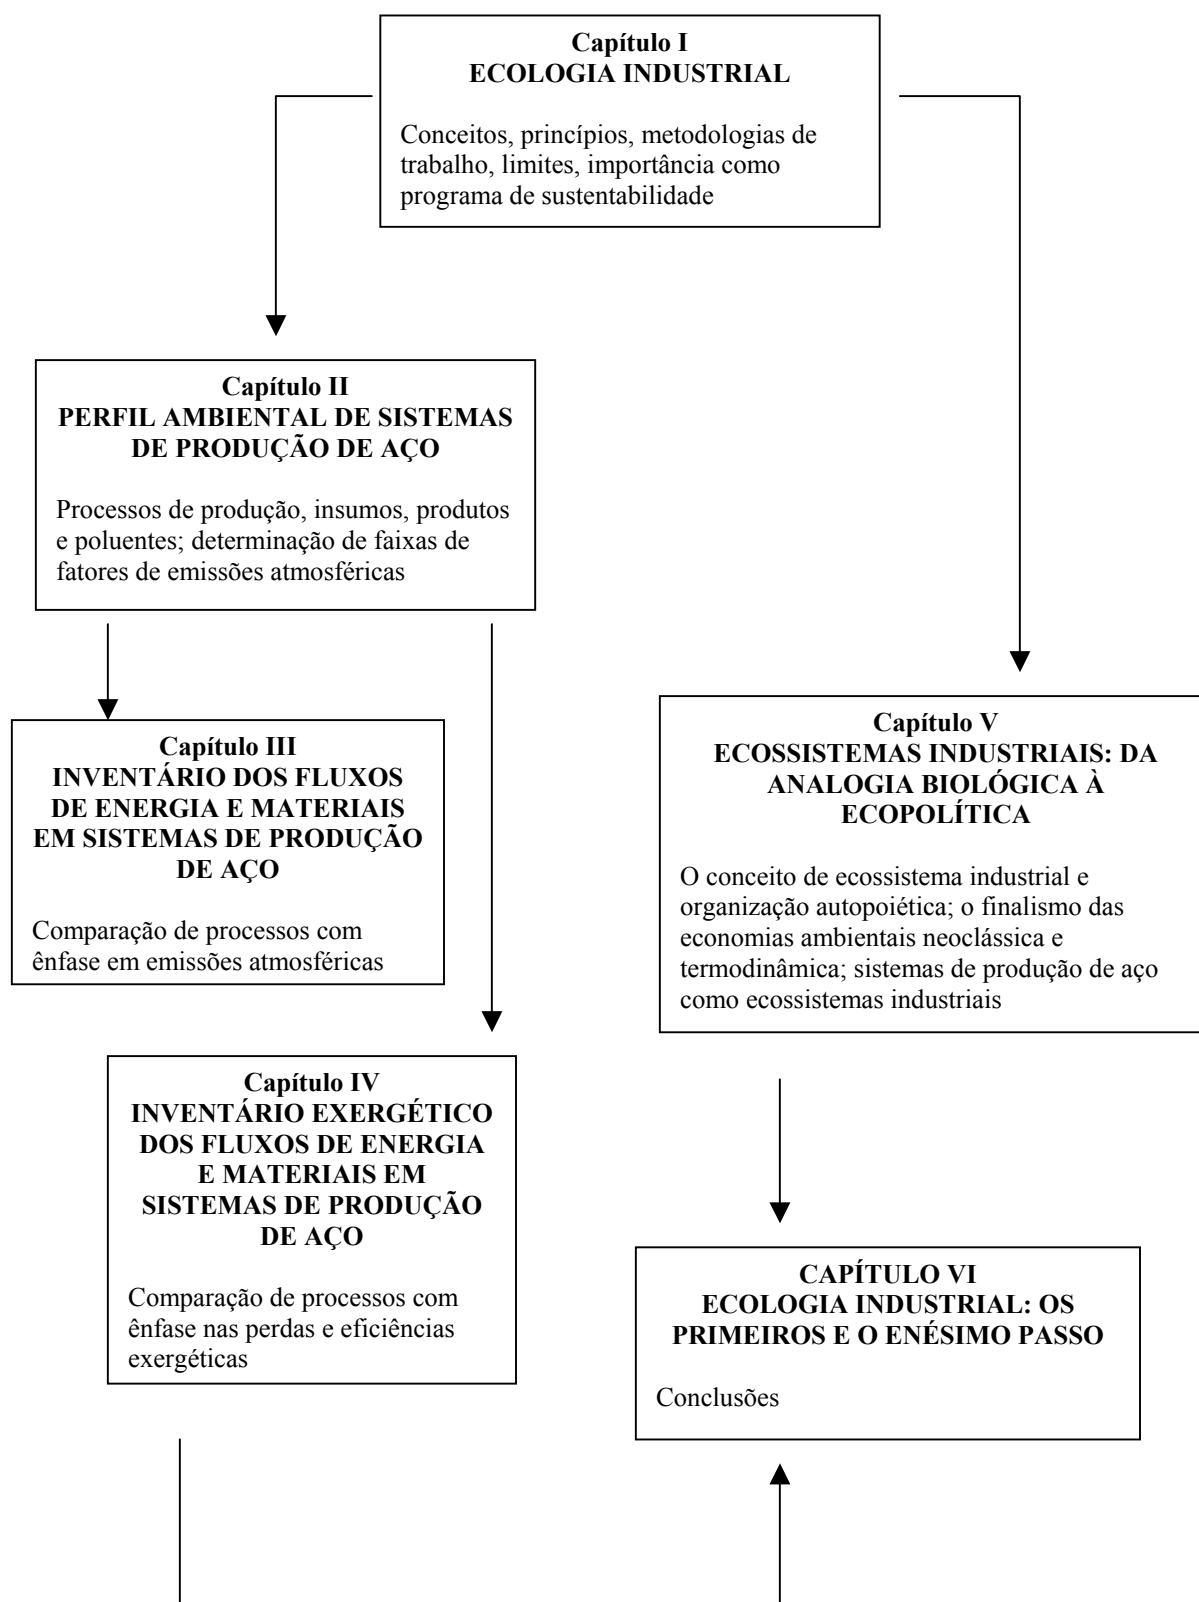 Capítulo I
ECOLOGIA INDUSTRIAL
Conceitos, princípios, metodologias de
trabalho, limites, importância como
programa de sustentabilidade
Capítulo II
PERFIL AMBIENTAL DE SISTEMAS
DE PRODUÇÃO DE AÇO
Processos de produção, insumos, produtos
e poluentes; determinação de faixas de
fatores de emissões atmosféricas
Capítulo III
INVENTÁRIO DOS FLUXOS
DE ENERGIA E MATERIAIS
EM SISTEMAS DE PRODUÇÃO
DE AÇO
Comparação de processos com
ênfase em emissões atmosféricas
Capítulo IV
INVENTÁRIO EXERGÉTICO
DOS FLUXOS DE ENERGIA
E MATERIAIS EM
SISTEMAS DE PRODUÇÃO
DE AÇO
Comparação de processos com
ênfase nas perdas e eficiências
exergéticas
Capítulo V
ECOSSISTEMAS INDUSTRIAIS: DA
ANALOGIA BIOLÓGICA À
ECOPOLÍTICA
O conceito de ecossistema industrial e
organização autopoiética; o finalismo das
economias ambientais neoclássica e
termodinâmica; sistemas de produção de aço
como ecossistemas industriais
CAPÍTULO VI
ECOLOGIA INDUSTRIAL: OS
PRIMEIROS E O ENÉSIMO PASSO
Conclusões